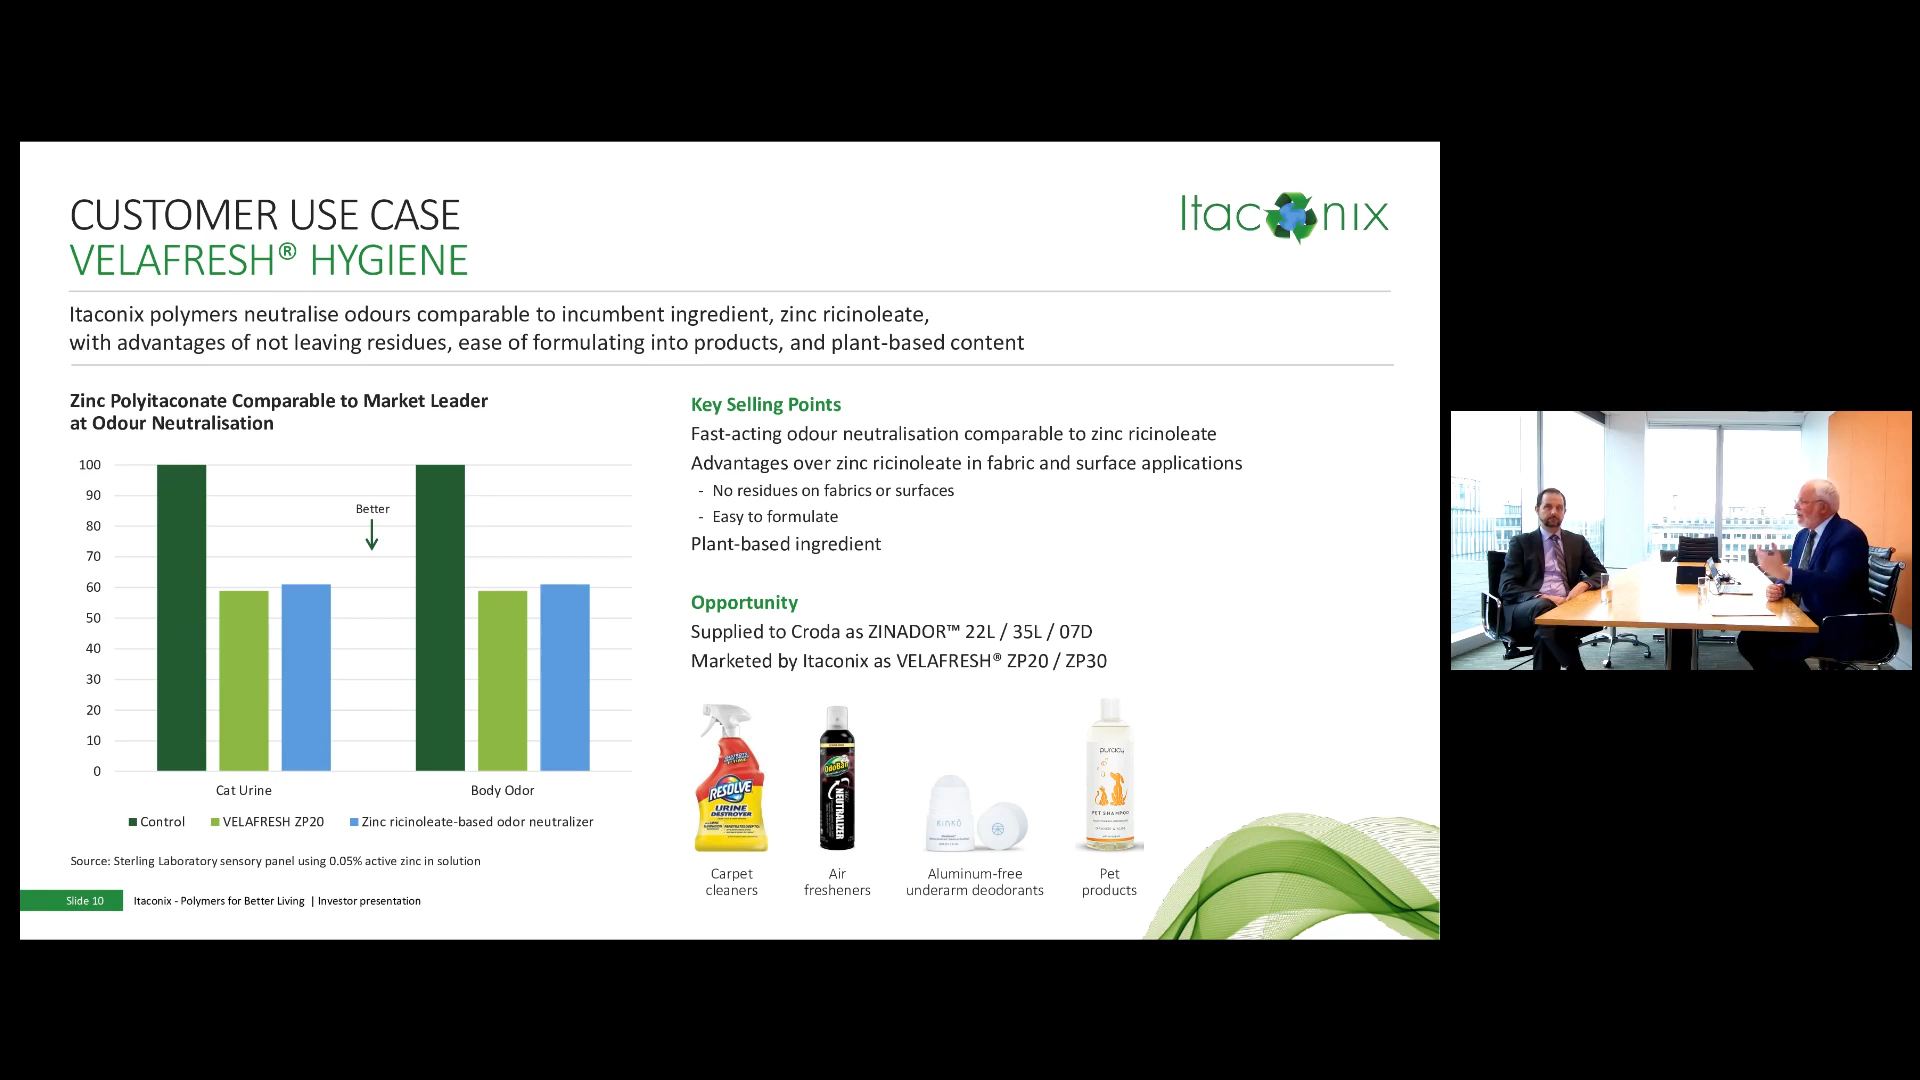 CUSTOMER USE CASE
VELAFRESH® HYGIENE
Itaconix
Itaconix polymers neutralise odours comparable to incumbent ingredient, zinc ricinoleate,
with advantages of not leaving residues, ease of formulating into products, and plant-based content
Zinc Polyitaconate Comparable to Market Leader
at Odour Neutralisation
100
90
80
70
60
50
40
30
20
10
0
Better
Cat Urine
Body Odor
Control
VELAFRESH ZP20
Zinc ricinoleate-based odor neutralizer
Source: Sterling Laboratory sensory panel using 0.05% active zinc in solution
Key Selling Points
Fast-acting odour neutralisation comparable to zinc ricinoleate
Advantages over zinc ricinoleate in fabric and surface applications
- No residues on fabrics or surfaces
- Easy to formulate
Plant-based ingredient
Opportunity
Supplied to Croda as ZINADOR™ 22L / 35L / 07D
Marketed by Itaconix as VELAFRESH® ZP20 / ZP30
RESOLVE
URINE
DESTROYER
OdoBan
NEUTRALIZER
KINKŌ
puracy
PET SHAMPOO
Carpet
cleaners
Air
fresheners
Aluminum-free
underarm deodorants
Pet
products
Slide 10
Itaconix - Polymers for Better Living | Investor presentation